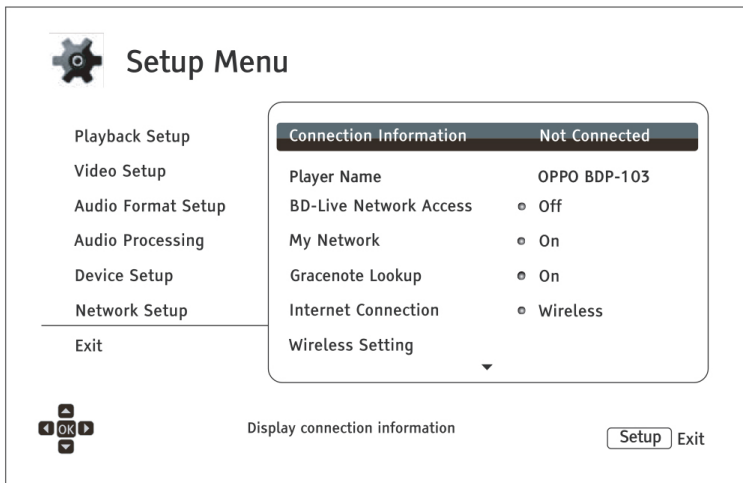 Setup Menu
Playback Setup
Video Setup
Audio Format Setup
Audio Processing
Device Setup
Network Setup
Exit
Connection Information Not Connected
Player Name OPPO BDP-103
BD-Live Network Access Off
My Network On
Gracenote Lookup On
Internet Connection Wireless
Wireless Setting
OK
Display connection information
Setup Exit